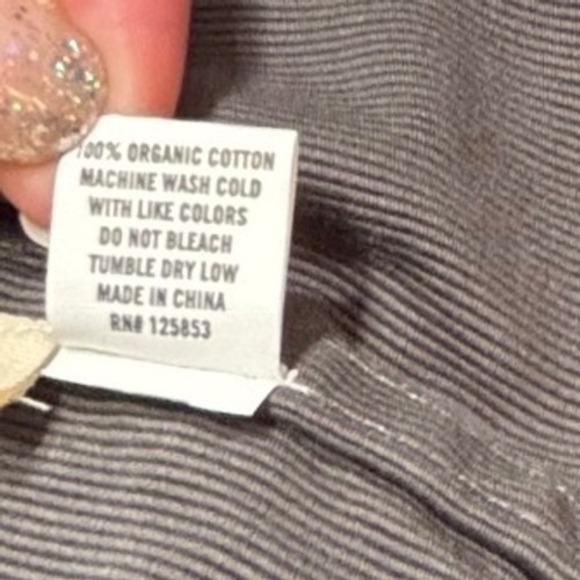 100% ORGANIC COTTON
MACHINE WASH COLD
WITH LIKE COLORS
DO NOT BLEACH
TUMBLE DRY LOW
MADE IN CHINA
RN# 125853